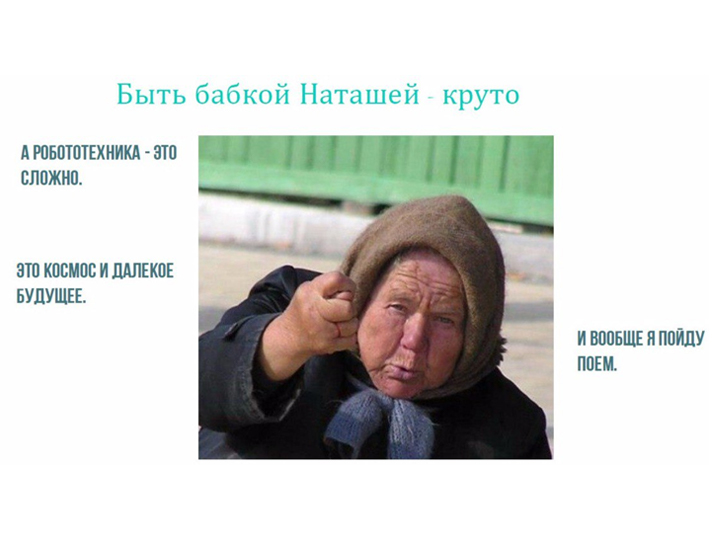 Быть бабкой Наташей - круто
А РОБОТОТЕХНИКА - ЭТО
СЛОЖНО.
ЭТО КОСМОС И ДАЛЕКОЕ
БУДУЩЕЕ.
И ВООБЩЕ Я ПОЙДУ
ПОЕМ.